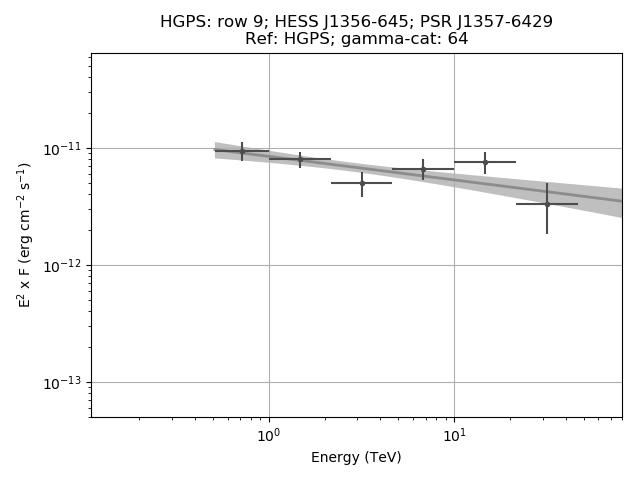 HGPS: row 9; HESS J1356-645; PSR J1357-6429
Ref: HGPS; gamma-cat: 64
E² x F (erg cm⁻² s⁻¹)
10⁻¹¹
10⁻¹²
10⁻¹³
10⁰
10¹
Energy (TeV)